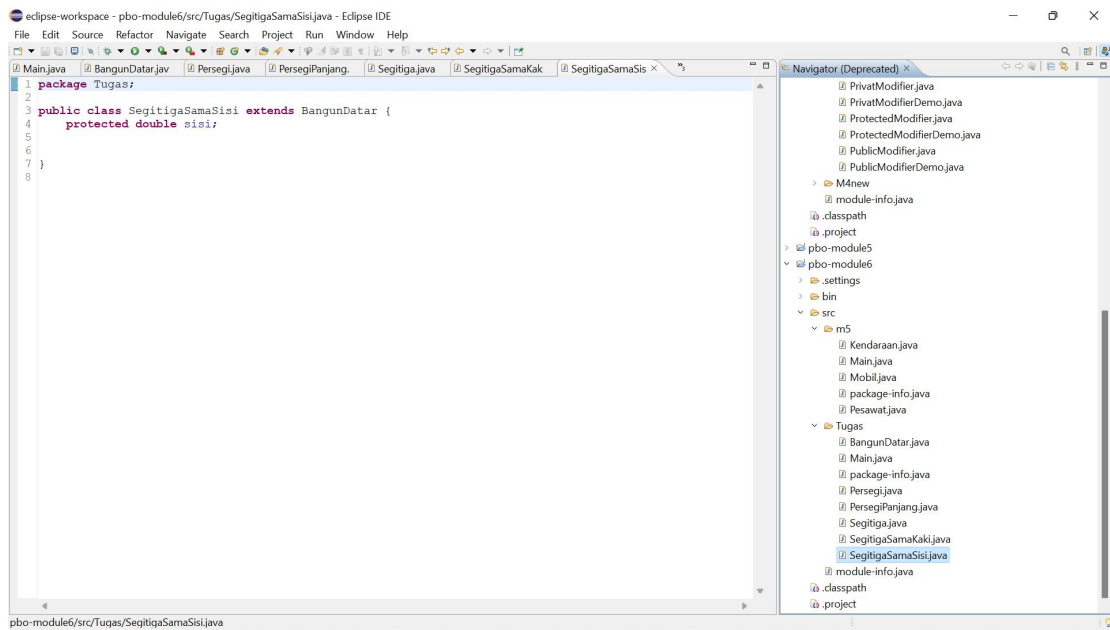 eclipse-workspace - pbo-module6/src/Tugas/SegitigaSamaSisi.java - Eclipse IDE
File Edit Source Refactor Navigate Search Project Run Window Help
Main.java BangunDatar.jav Persegi.java PersegiPanjang. Segitiga.java SegitigaSamaKak SegitigaSamaSis »3
1 package Tugas;
2
3 public class SegitigaSamaSisi extends BangunDatar {
4 protected double sisi;
5
6
7 }
8
Navigator (Deprecated)
PrivatModifier.java
PrivatModifierDemo.java
ProtectedModifier.java
ProtectedModifierDemo.java
PublicModifier.java
PublicModifierDemo.java
M4new
module-info.java
.classpath
.project
pbo-module5
pbo-module6
.settings
bin
src
m5
Kendaraan.java
Main.java
Mobil.java
package-info.java
Pesawat.java
Tugas
BangunDatar.java
Main.java
package-info.java
Persegi.java
PersegiPanjang.java
Segitiga.java
SegitigaSamaKaki.java
SegitigaSamaSisi.java
module-info.java
.classpath
.project
pbo-module6/src/Tugas/SegitigaSamaSisi.java